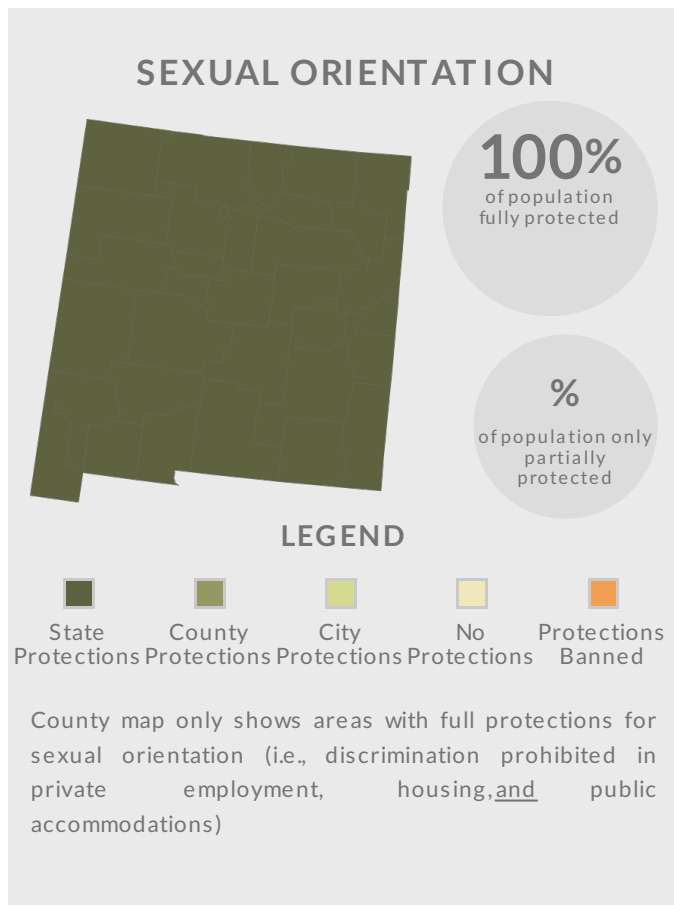 SEXUAL ORIENTATION
100%
of population
fully protected
%
of population only
partially
protected
LEGEND
State
Protections
County
Protections
City
Protections
No
Protections
Protections
Banned
County map only shows areas with full protections for
sexual orientation (i.e., discrimination prohibited in
private employment, housing, and public
accommodations)